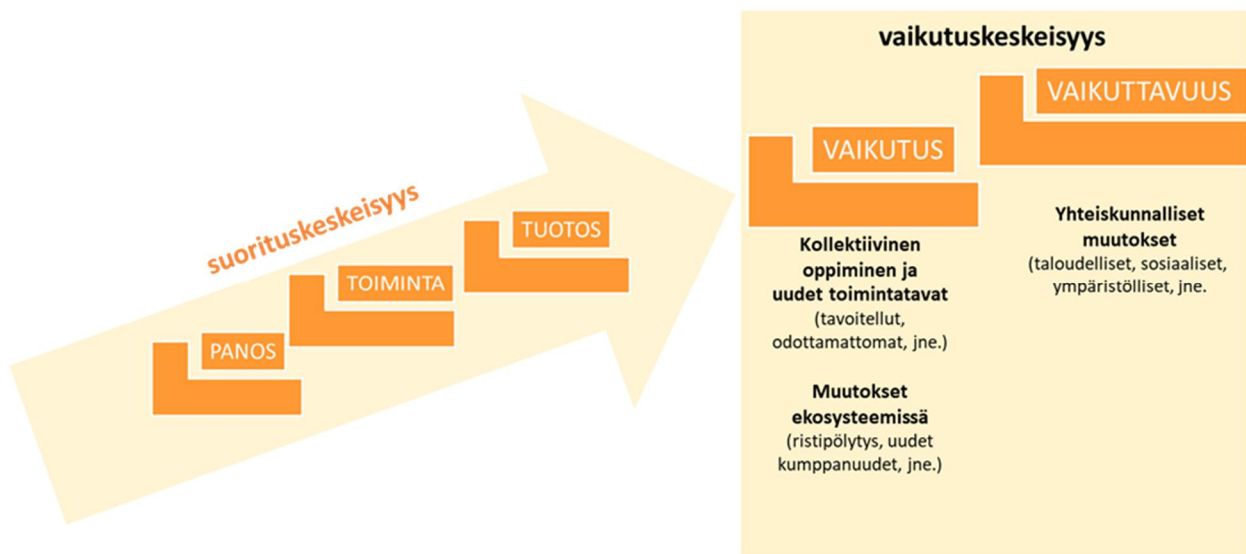 suorituskeskeisyys
PANOS
TOIMINTA
TUOTOS
vaikutuskeskeisyys
VAIKUTUS
VAIKUTTAVUUS
Kollektiivinen
oppiminen ja
uudet toimintatavat
(tavoitellut,
odottamattomat, jne.)
Muutokset
ekosysteemissä
(ristipölytys, uudet
kumppanuudet, jne.)
Yhteiskunnalliset
muutokset
(taloudelliset, sosiaaliset,
ympäristölliset, jne.